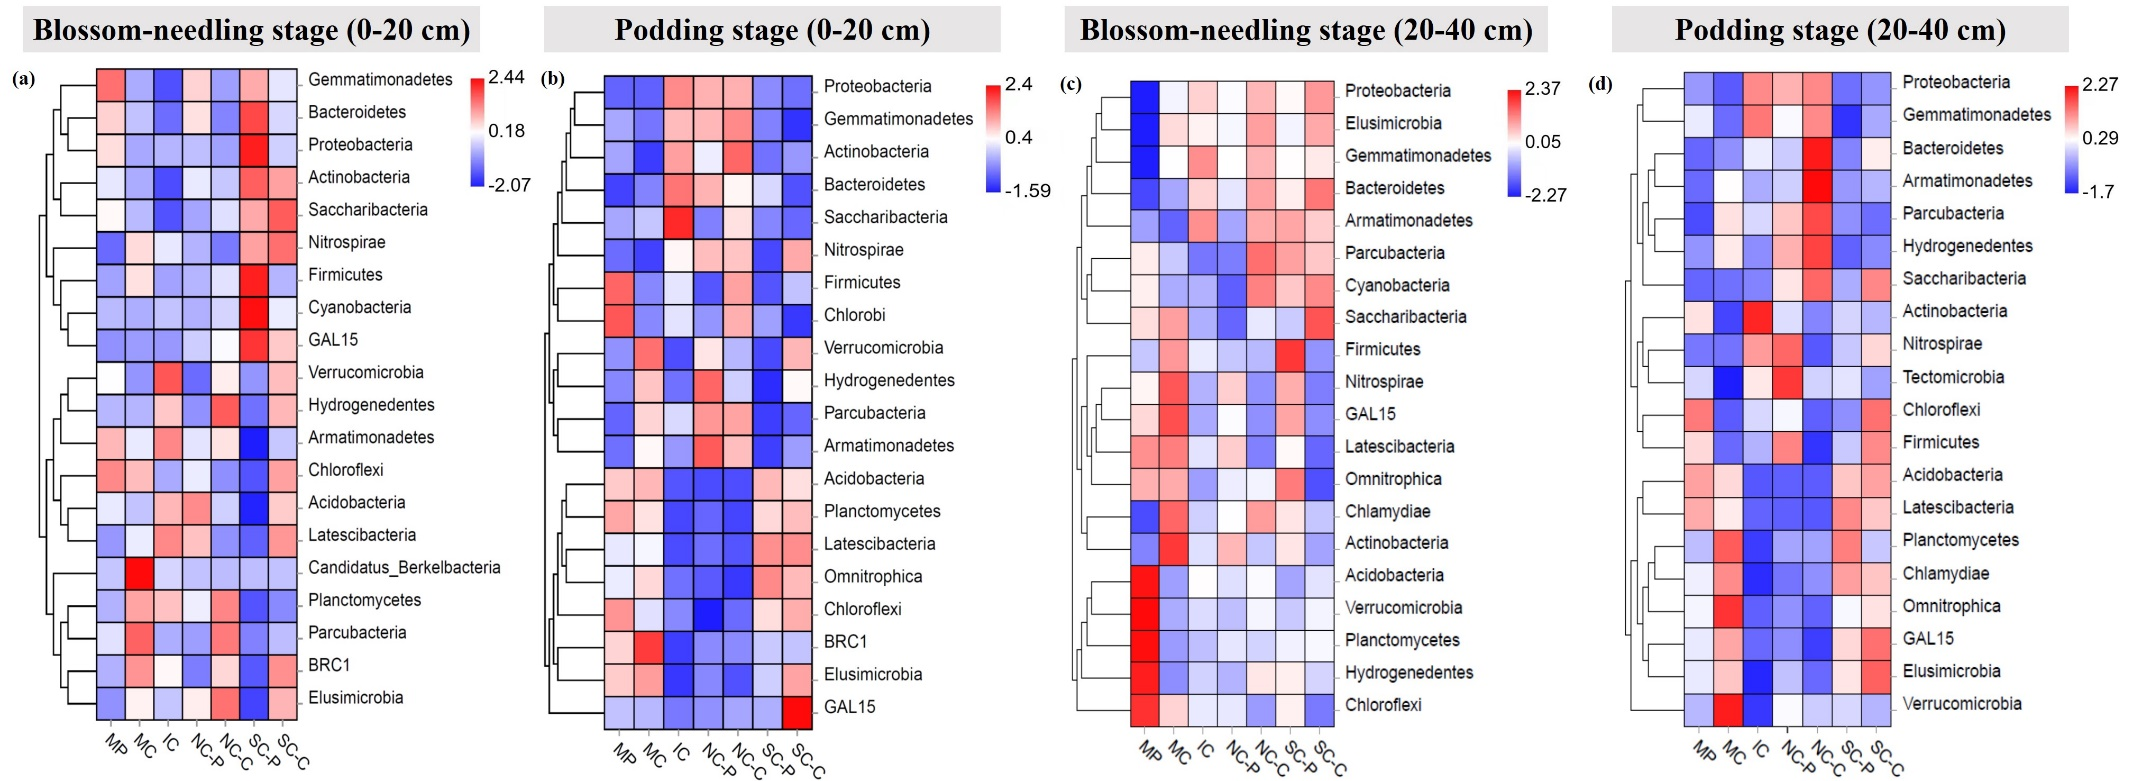 Blossom-needling stage (0-20 cm)
Podding stage (0-20 cm)
Blossom-needling stage (20-40 cm)
Podding stage (20-40 cm)
(a)
Gemmatimonadetes
Bacteroidetes
Proteobacteria
Actinobacteria
Saccharibacteria
Nitrospirae
Firmicutes
Cyanobacteria
GAL15
Verrucomicrobia
Hydrogenedentes
Armatimonadetes
Chloroflexi
Acidobacteria
Latescibacteria
Candidatus_Berkelbacteria
Planctomycetes
Parcubacteria
BRC1
Elusimicrobia
2.44
0.18
-2.07
MP
MC
IC
NC-P
NC-C
SC-P
SC-C
(b)
Proteobacteria
Gemmatimonadetes
Actinobacteria
Bacteroidetes
Saccharibacteria
Nitrospirae
Firmicutes
Chlorobi
Verrucomicrobia
Hydrogenedentes
Parcubacteria
Armatimonadetes
Acidobacteria
Planctomycetes
Latescibacteria
Omnitrophica
Chloroflexi
BRC1
Elusimicrobia
GAL15
2.4
0.4
-1.59
MP
MC
IC
NC-P
NC-C
SC-P
SC-C
(c)
Proteobacteria
Elusimicrobia
Gemmatimonadetes
Bacteroidetes
Armatimonadetes
Parcubacteria
Cyanobacteria
Saccharibacteria
Firmicutes
Nitrospirae
GAL15
Latescibacteria
Omnitrophica
Chlamydiae
Actinobacteria
Acidobacteria
Verrucomicrobia
Planctomycetes
Hydrogenedentes
Chloroflexi
2.37
0.05
-2.27
MP
MC
IC
NC-P
NC-C
SC-P
SC-C
(d)
Proteobacteria
Gemmatimonadetes
Bacteroidetes
Armatimonadetes
Parcubacteria
Hydrogenedentes
Saccharibacteria
Actinobacteria
Nitrospirae
Tectomicrobia
Chloroflexi
Firmicutes
Acidobacteria
Latescibacteria
Planctomycetes
Chlamydiae
Omnitrophica
GAL15
Elusimicrobia
Verrucomicrobia
2.27
0.29
-1.7
MP
MC
IC
NC-P
NC-C
SC-P
SC-C